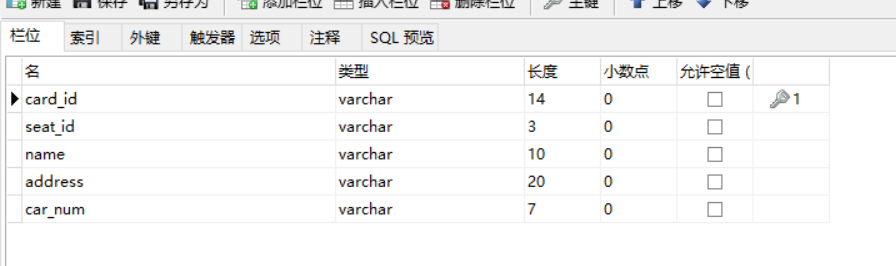 新建 保存 另存为 添加栏位 插入栏位 删除栏位 主键 上移 下移
栏位 索引 外键 触发器 选项 注释 SQL 预览
名 类型 长度 小数点 允许空值 (
card_id varchar 14 0 1
seat_id varchar 3 0
name varchar 10 0
address varchar 20 0
car_num varchar 7 0